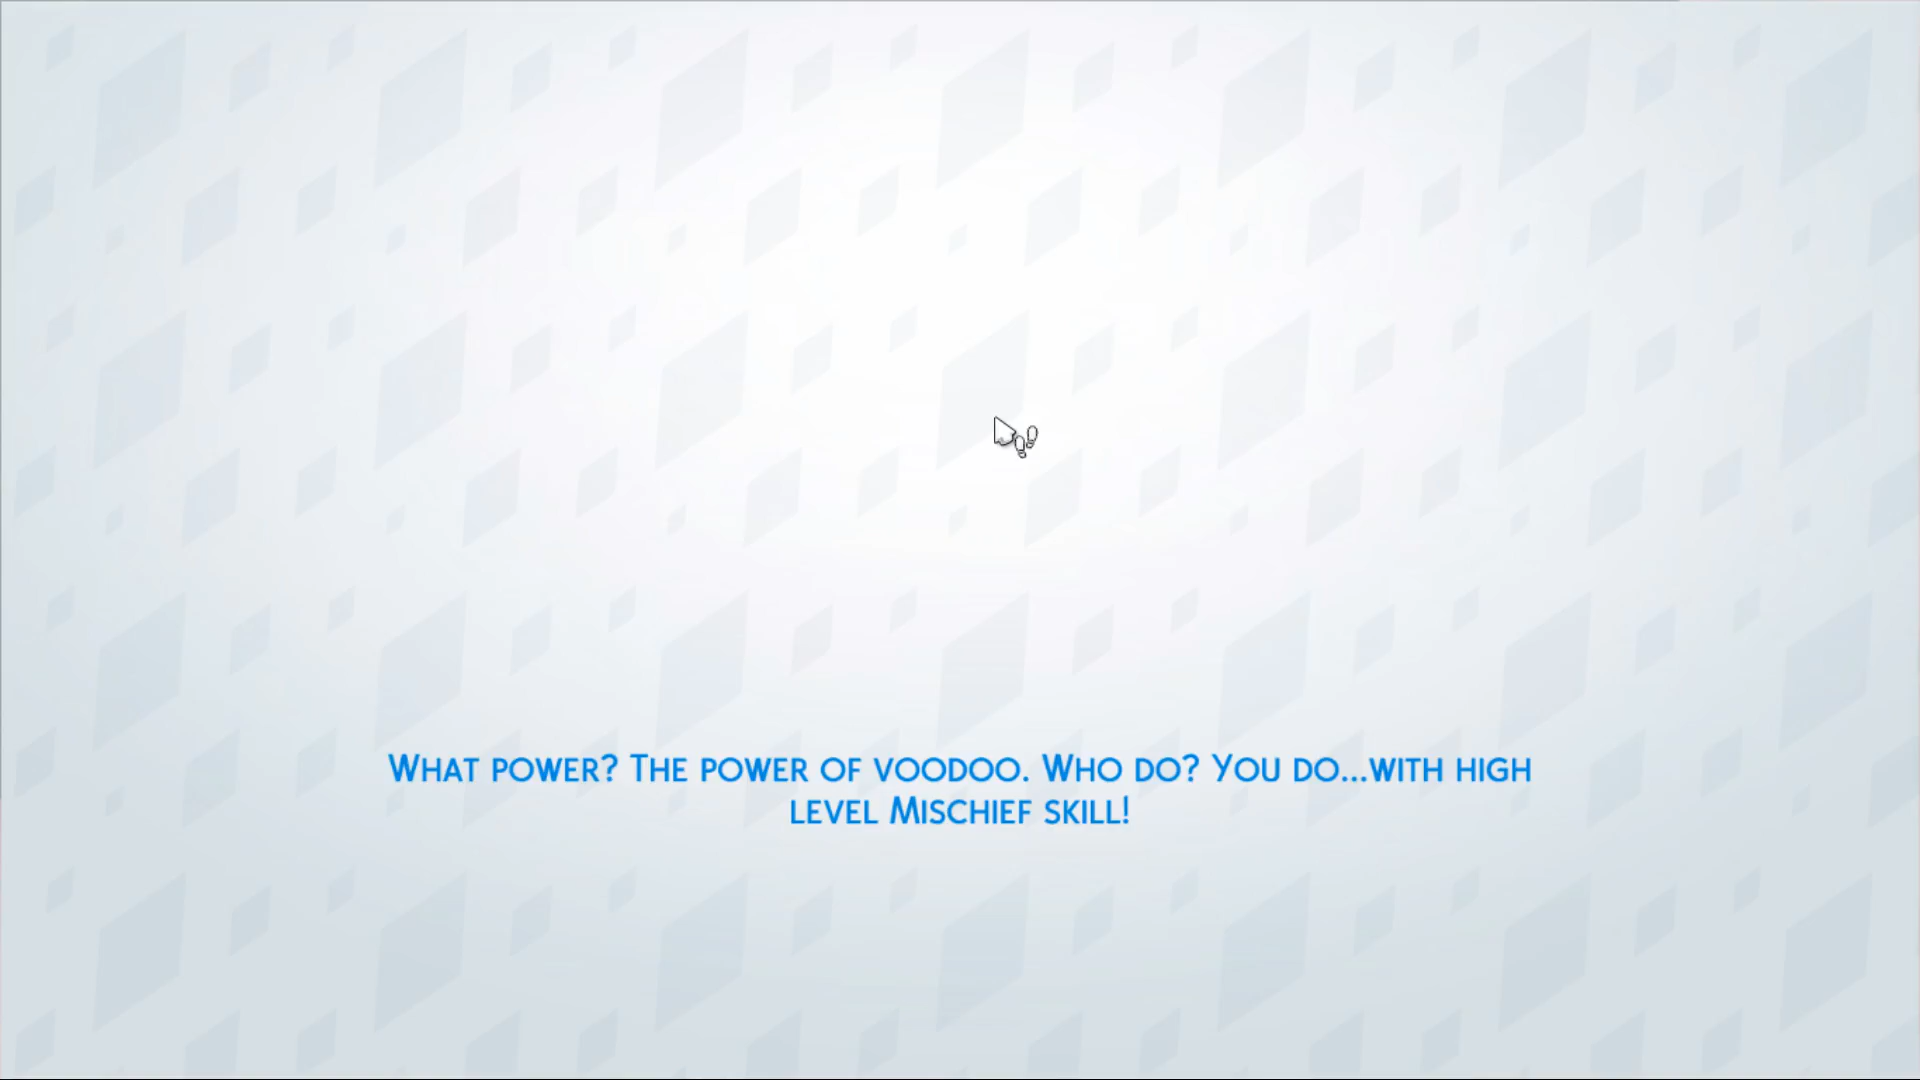 What power? The power of voodoo. Who do? You do...with high
level Mischief skill!